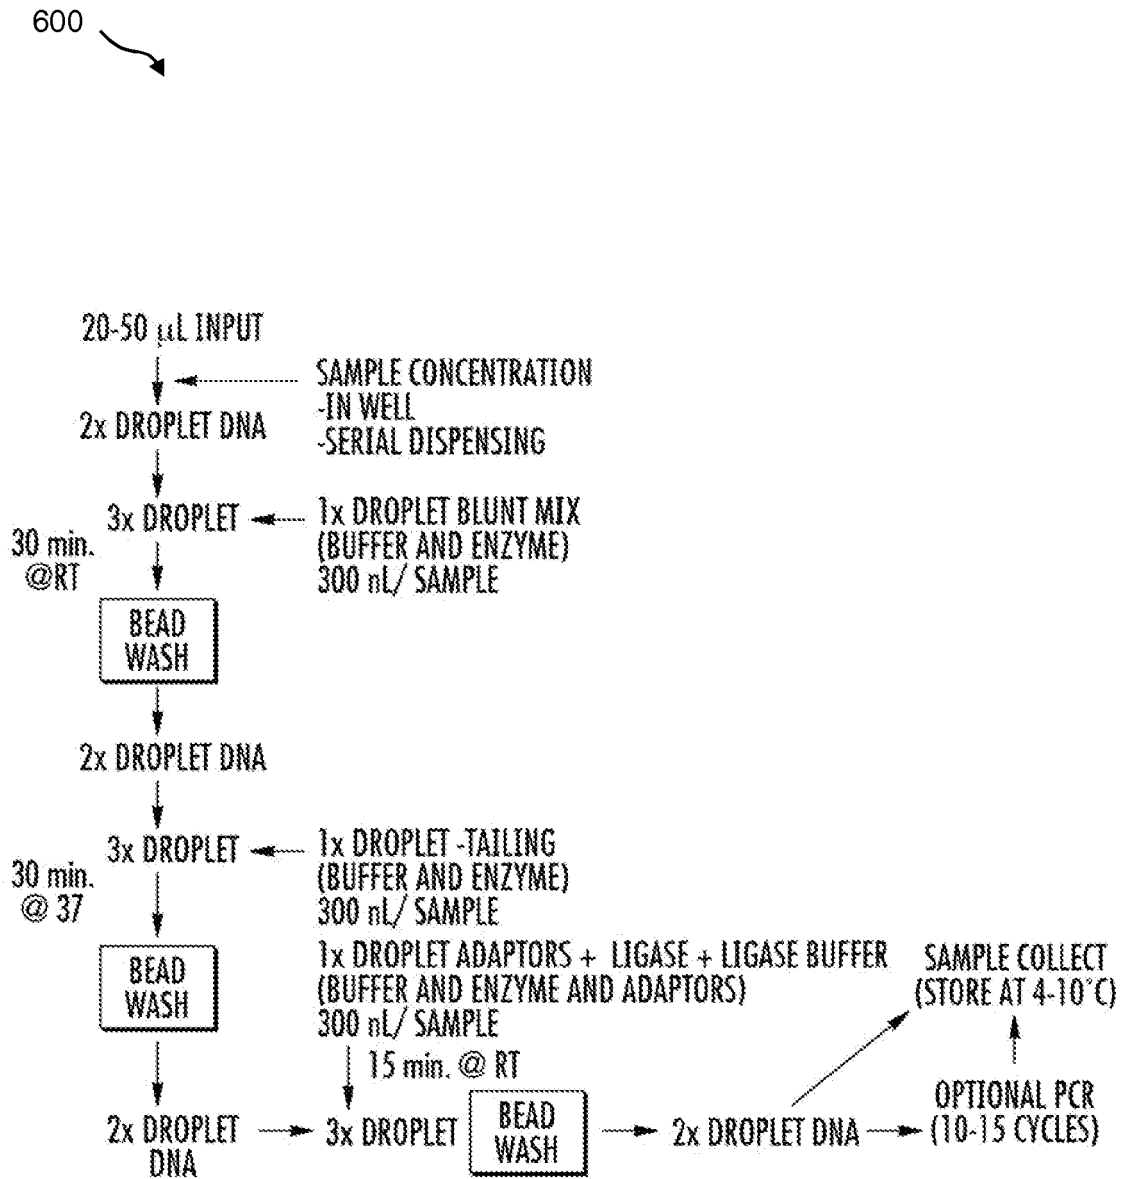 600
20-50 µL INPUT
SAMPLE CONCENTRATION
-IN WELL
-SERIAL DISPENSING
2x DROPLET DNA
3x DROPLET
1x DROPLET BLUNT MIX
(BUFFER AND ENZYME)
300 nL/ SAMPLE
30 min.
@RT
BEAD
WASH
2x DROPLET DNA
3x DROPLET
1x DROPLET -TAILING
(BUFFER AND ENZYME)
300 nL/ SAMPLE
30 min.
@ 37
BEAD
WASH
1x DROPLET ADAPTORS + LIGASE + LIGASE BUFFER
(BUFFER AND ENZYME AND ADAPTORS)
300 nL/ SAMPLE
15 min. @ RT
2x DROPLET
DNA
3x DROPLET
BEAD
WASH
2x DROPLET DNA
OPTIONAL PCR
(10-15 CYCLES)
SAMPLE COLLECT
(STORE AT 4-10°C)